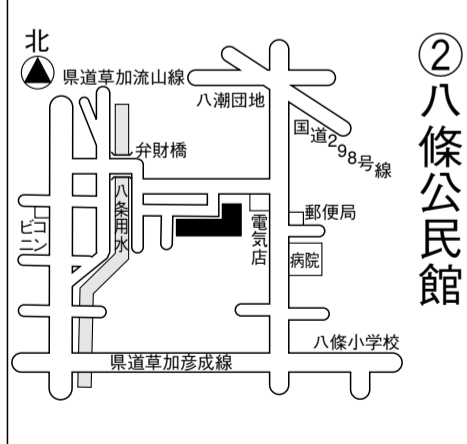 ②八條公民館
北
県道草加流山線
八潮団地
国道298号線
弁財橋
八条用水
コンビニ
電気店
郵便局
病院
八條小学校
県道草加彦成線